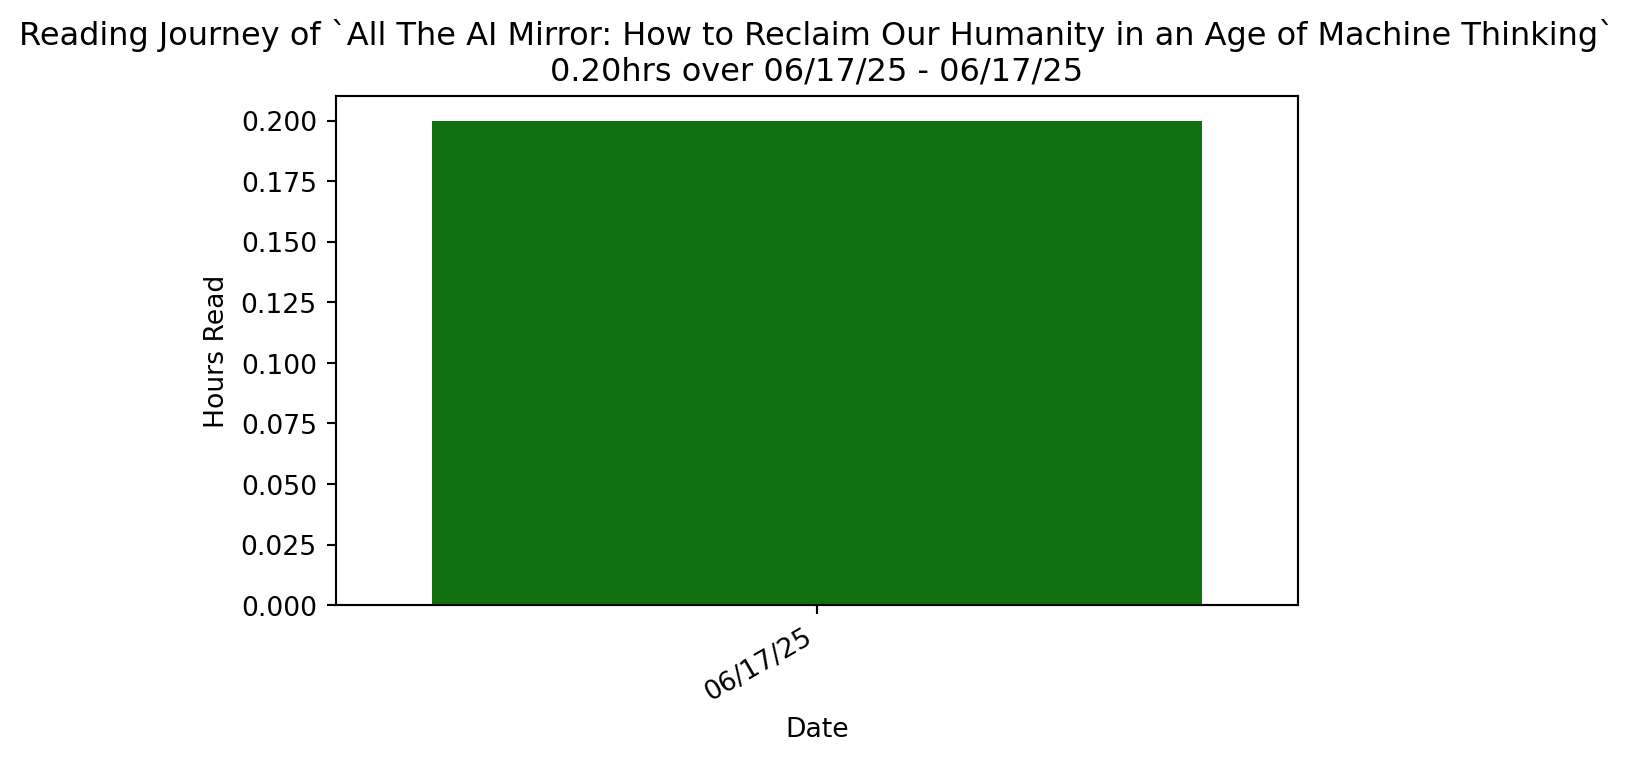 Reading Journey of `All The AI Mirror: How to Reclaim Our Humanity in an Age of Machine Thinking`
0.20hrs over 06/17/25 - 06/17/25
0.200
0.175
0.150
0.125
0.100
0.075
0.050
0.025
0.000
Hours Read
06/17/25
Date